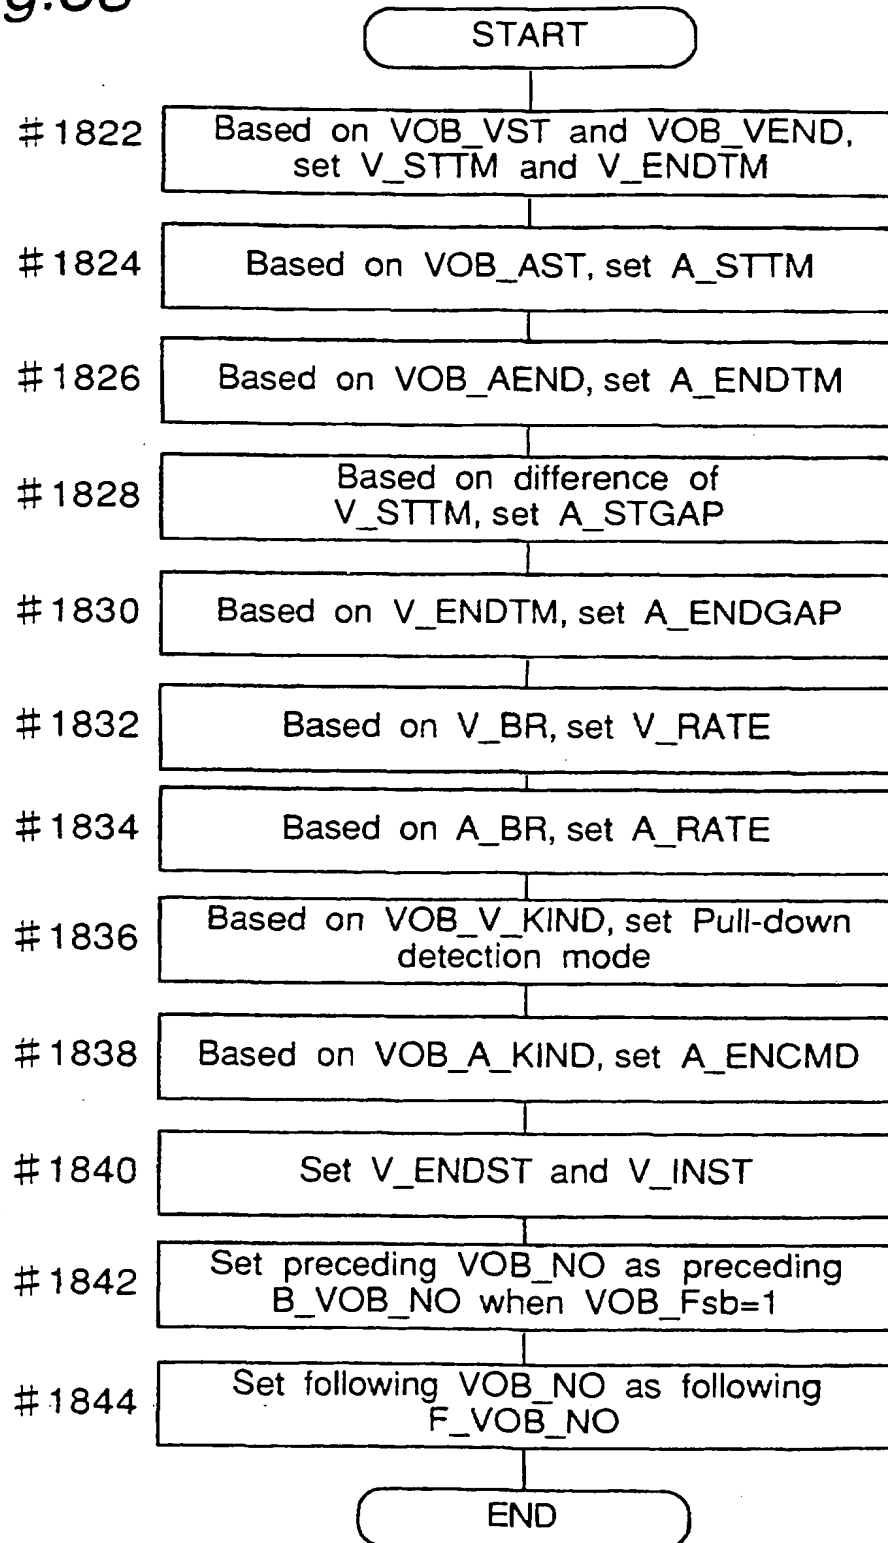 START
#1822
Based on VOB_VST and VOB_VEND,
set V_STTM and V_ENDTM
#1824
Based on VOB_AST, set A_STTM
#1826
Based on VOB_AEND, set A_ENDTM
#1828
Based on difference of
V_STTM, set A_STGAP
#1830
Based on V_ENDTM, set A_ENDGAP
#1832
Based on V_BR, set V_RATE
#1834
Based on A_BR, set A_RATE
#1836
Based on VOB_V_KIND, set Pull-down
detection mode
#1838
Based on VOB_A_KIND, set A_ENCMD
#1840
Set V_ENDST and V_INST
#1842
Set preceding VOB_NO as preceding
B_VOB_NO when VOB_Fsb=1
#1844
Set following VOB_NO as following
F_VOB_NO
END